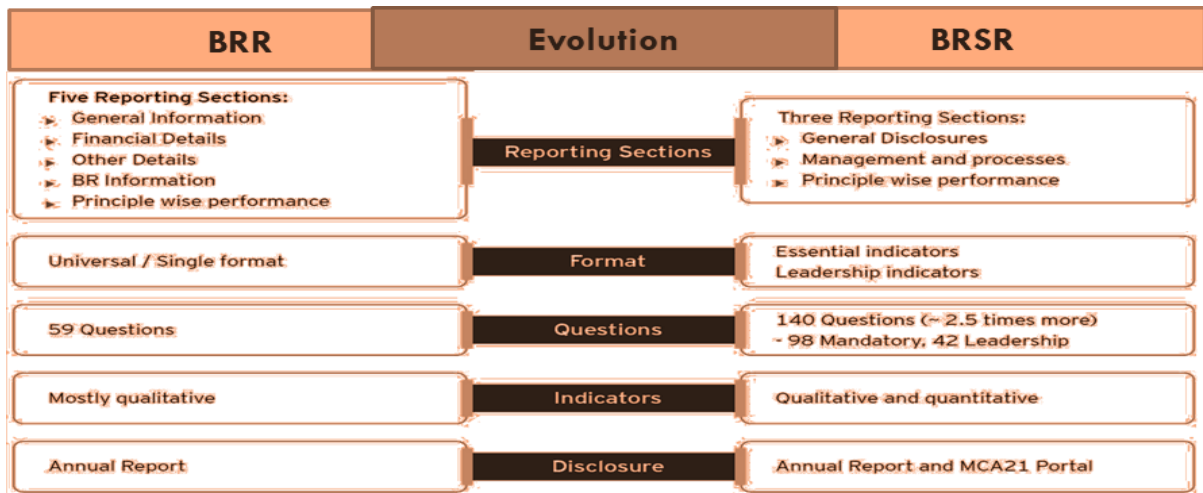 BRR Evolution BRSR
Five Reporting Sections:
General Information
Financial Details
Other Details
BR Information
Principle wise performance
Reporting Sections
Three Reporting Sections:
General Disclosures
Management and processes
Principle wise performance
Universal / Single format
Format
Essential indicators
Leadership indicators
59 Questions
Questions
140 Questions (~ 2.5 times more)
- 98 Mandatory, 42 Leadership
Mostly qualitative
Indicators
Qualitative and quantitative
Annual Report
Disclosure
Annual Report and MCA21 Portal